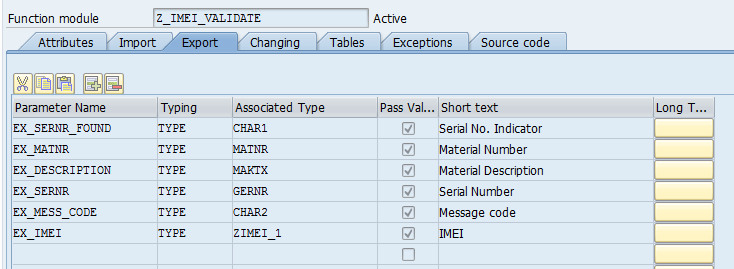 Function module Z_IMEI_VALIDATE Active
Attributes Import Export Changing Tables Exceptions Source code
Parameter Name Typing Associated Type Pass Val... Short text Long T...
EX_SERNR_FOUND TYPE CHAR1 Serial No. Indicator
EX_MATNR TYPE MATNR Material Number
EX_DESCRIPTION TYPE MAKTX Material Description
EX_SERNR TYPE GERNR Serial Number
EX_MESS_CODE TYPE CHAR2 Message code
EX_IMEI TYPE ZIMEI_1 IMEI